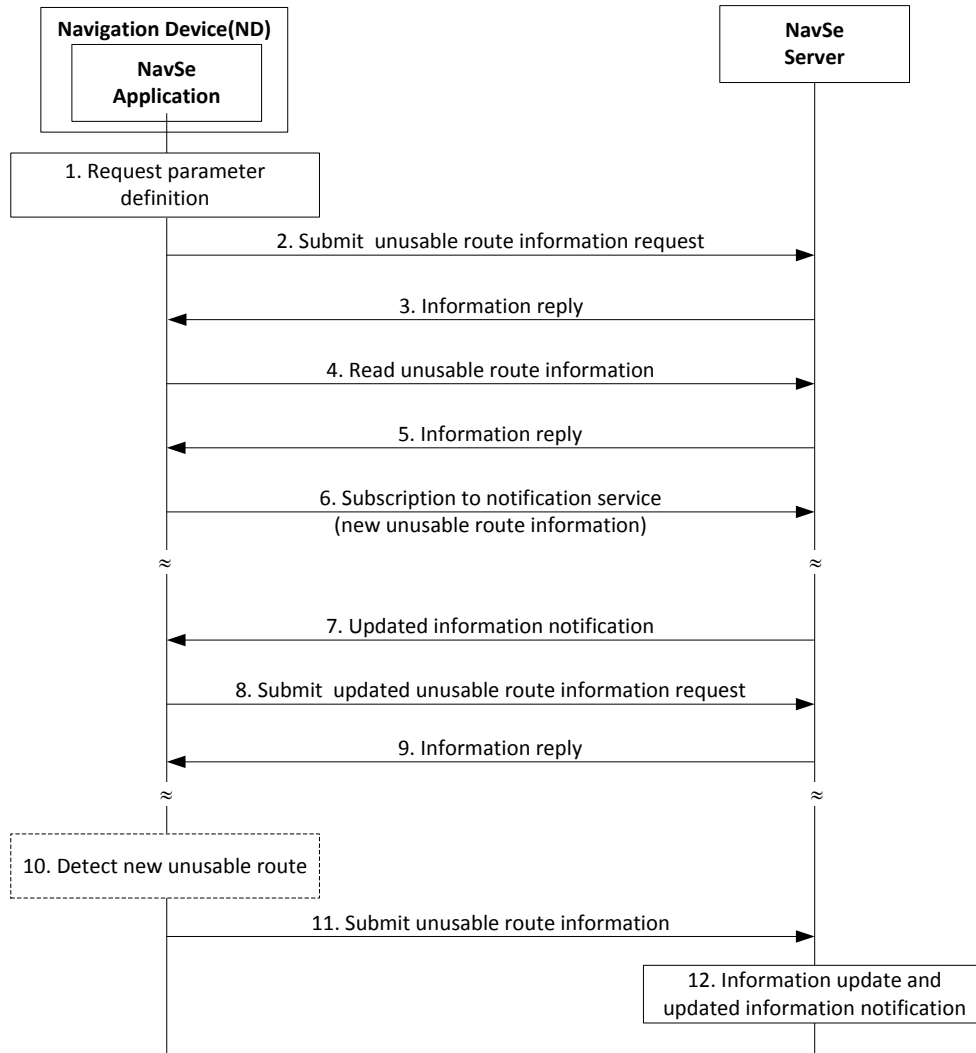 Navigation Device(ND)
NavSe
Application
NavSe
Server
1. Request parameter
definition
2. Submit  unusable route information request
3. Information reply
4. Read unusable route information
5. Information reply
6. Subscription to notification service
(new unusable route information)
≈ ≈
7. Updated information notification
8. Submit  updated unusable route information request
9. Information reply
≈ ≈
10. Detect new unusable route
11. Submit unusable route information
12. Information update and
updated information notification